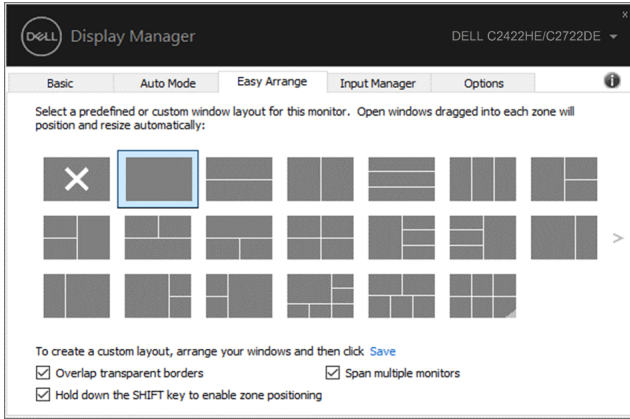 x
DELL Display Manager
DELL C2422HE/C2722DE
Basic Auto Mode Easy Arrange Input Manager Options
Select a predefined or custom window layout for this monitor. Open windows dragged into each zone will
position and resize automatically:
>
To create a custom layout, arrange your windows and then click Save
Overlap transparent borders Span multiple monitors
Hold down the SHIFT key to enable zone positioning